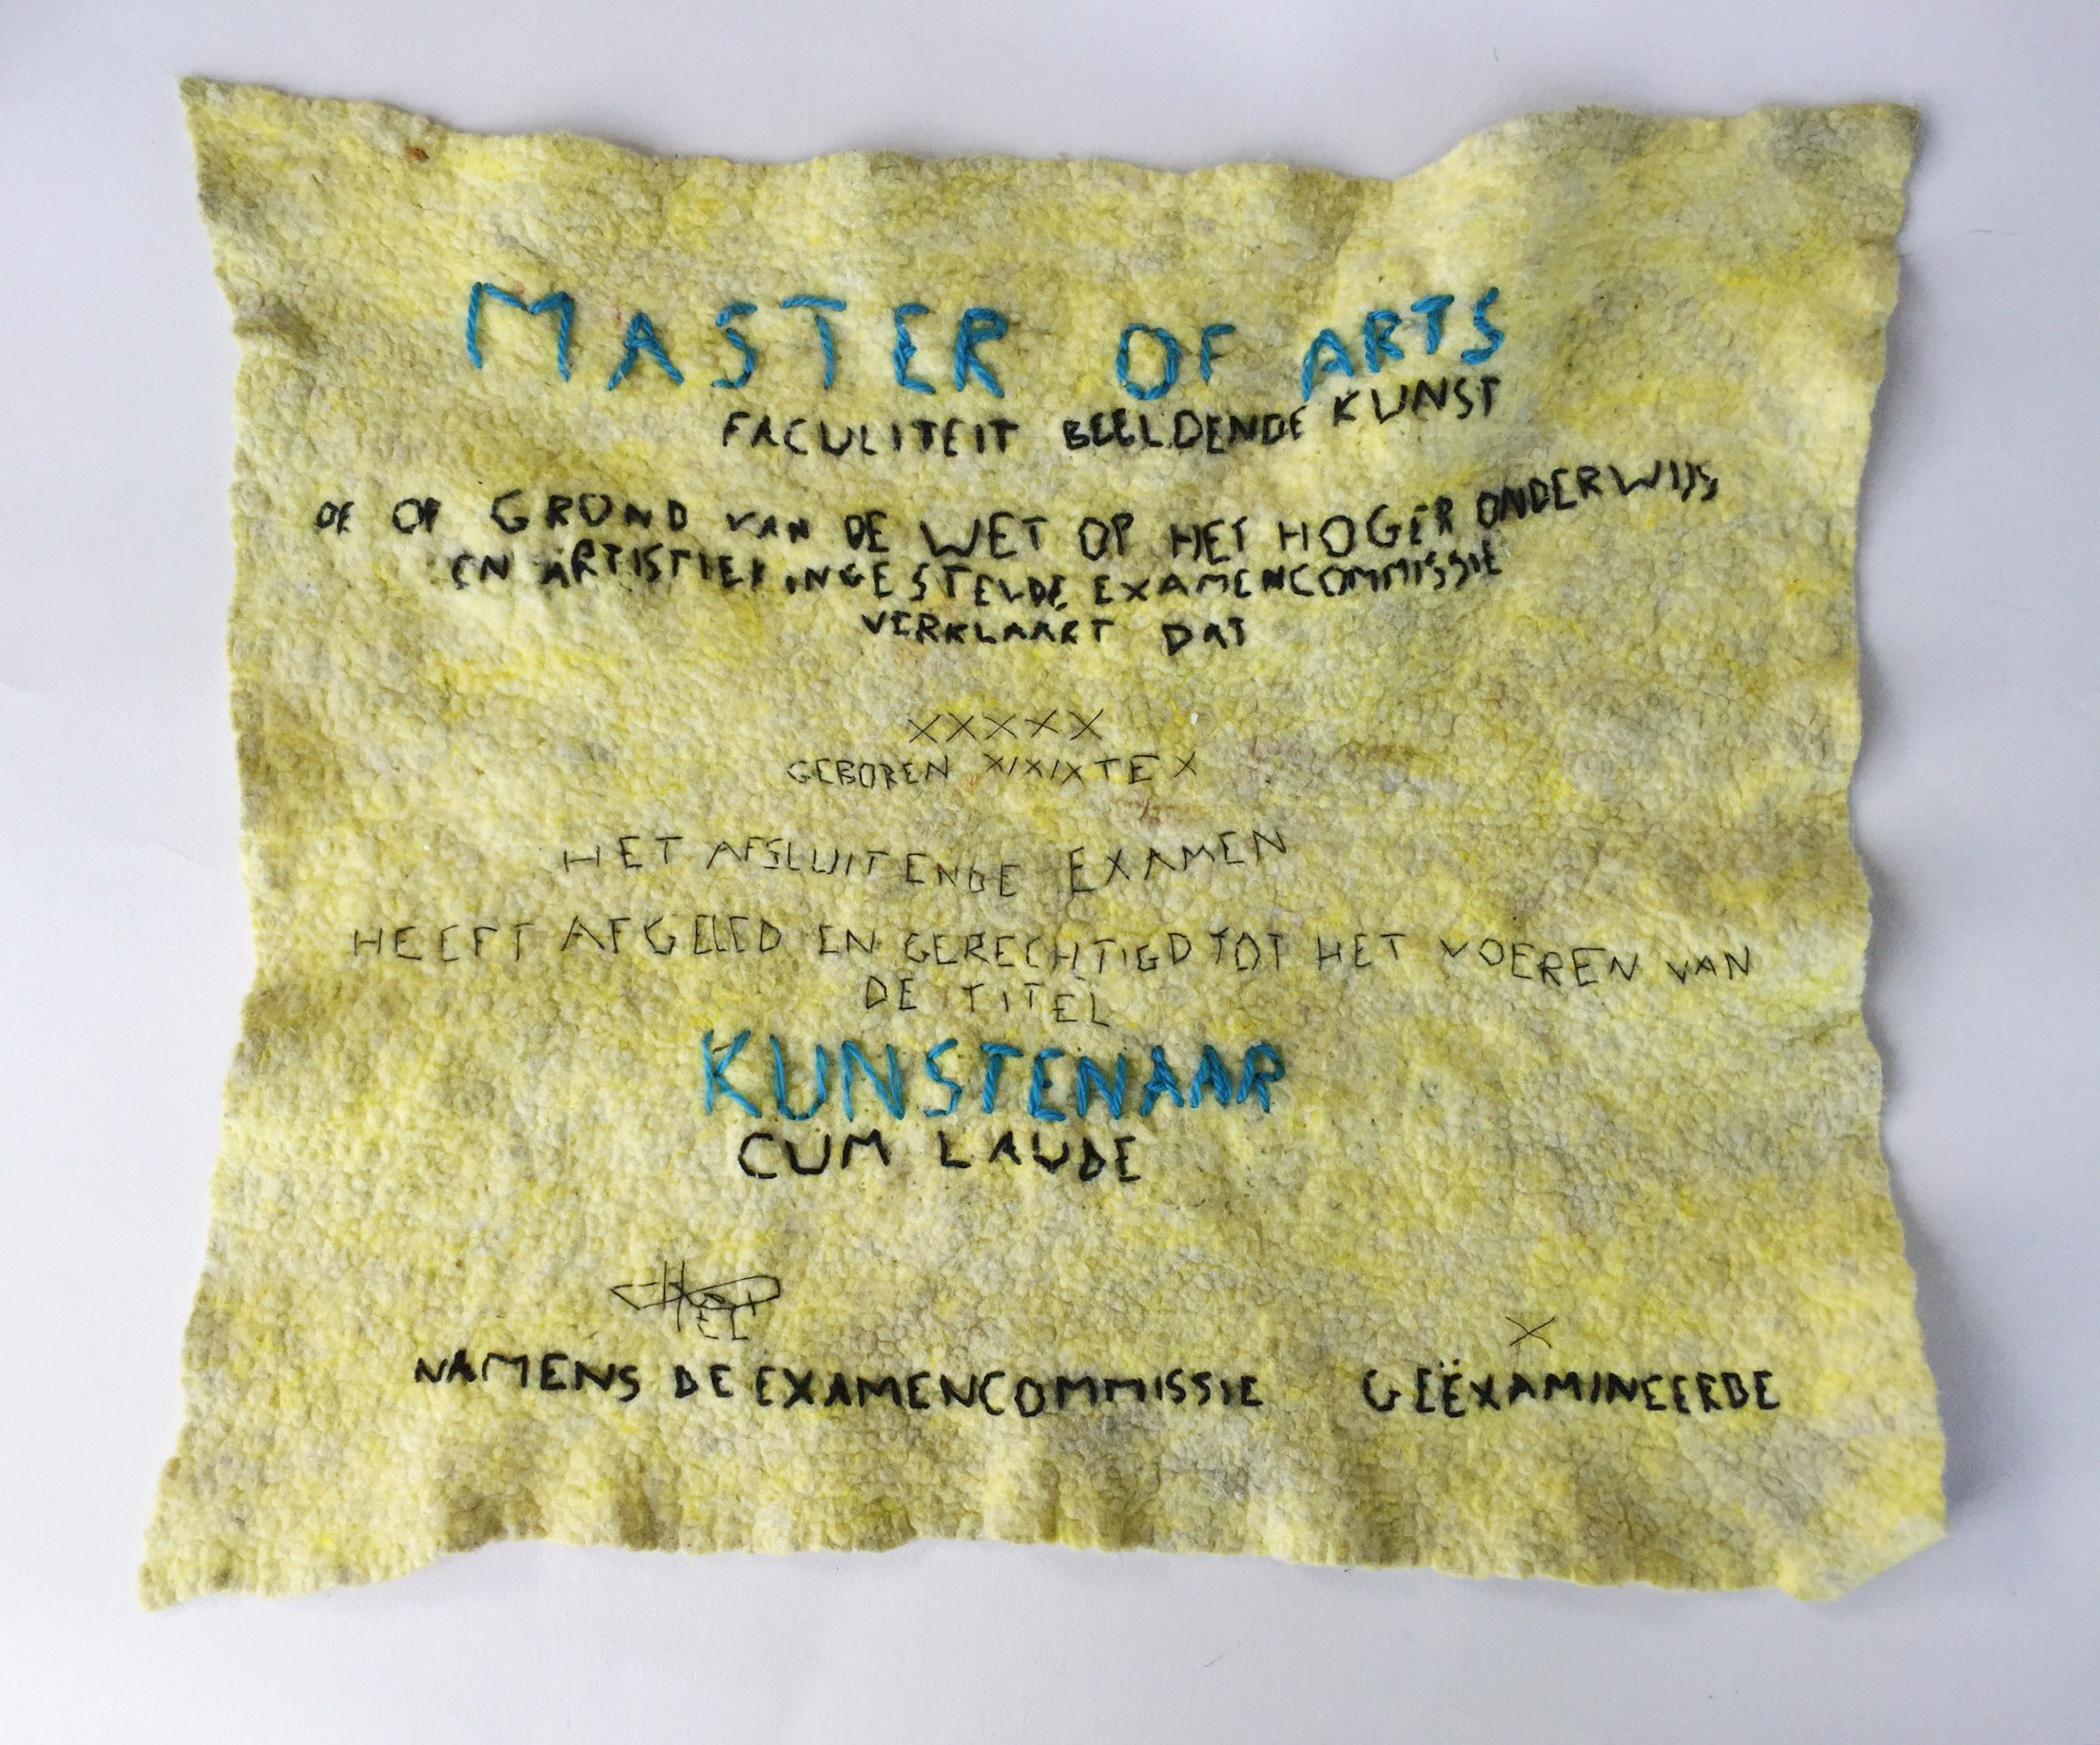 MASTER OF ARTS
FACULITEIT BEELDENDE KUNST
DE OP GROND VAN DE WET OP HET HOGER ONDERWIJS
EN ARTISTIEK INGESTELDE EXAMENCOMMISSIE
VERKLAART DAT
XXXXX
GEBOREN X/X/X TE X
HET AFSLUITENDE EXAMEN
HEEFT AFGELED EN GERECHTIGD TOT HET VOEREN VAN
DE TITEL
KUNSTENAAR
CUM LAUDE
X
NAMENS DE EXAMENCOMMISSIE GEËXAMINEERDE